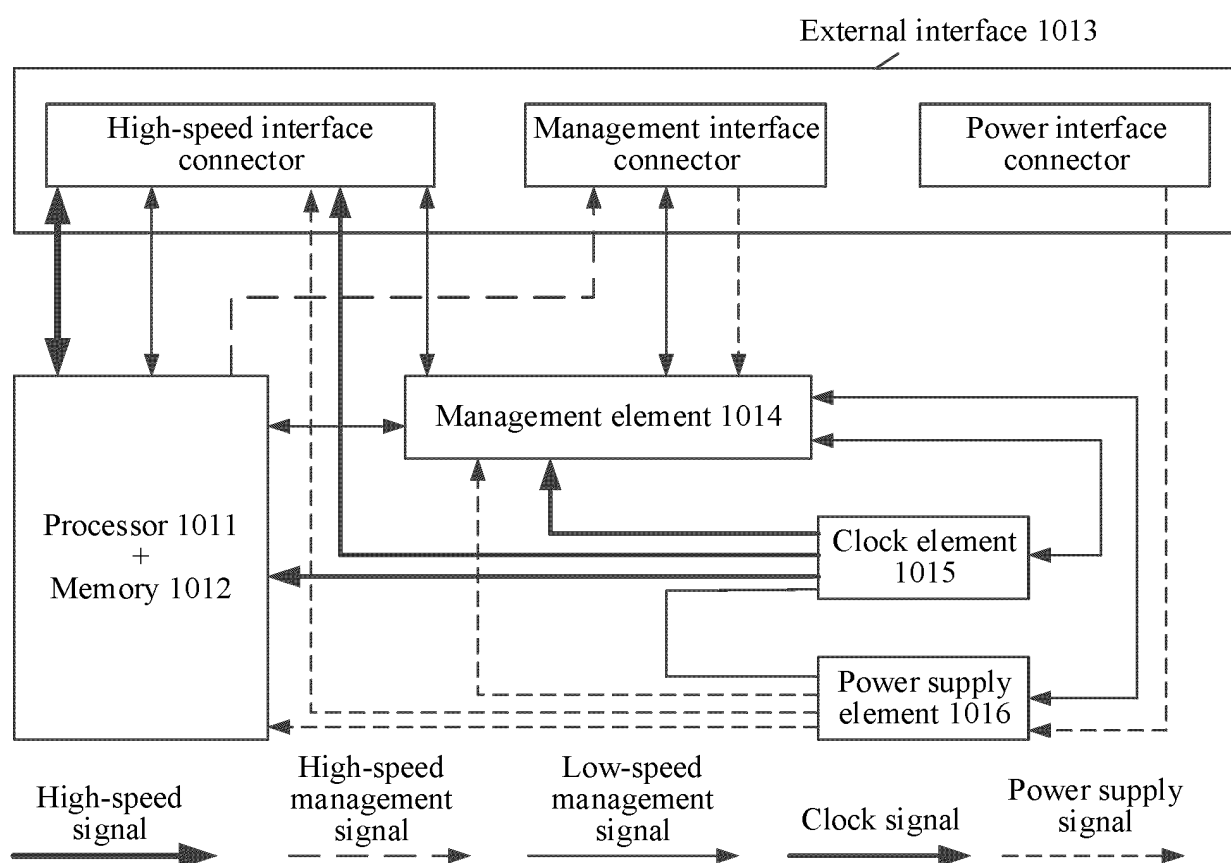 External interface 1013
High-speed interface
connector
Management interface
connector
Power interface
connector
Management element 1014
Processor 1011
+
Memory 1012
Clock element
1015
Power supply
element 1016
High-speed
signal
High-speed
management
signal
Low-speed
management
signal
Clock signal
Power supply
signal